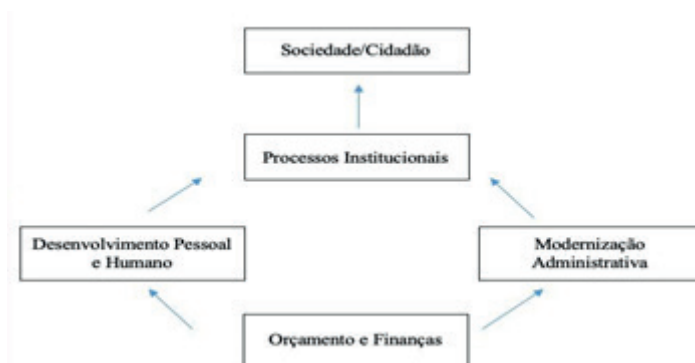 Sociedade/Cidadão
Processos Institucionais
Desenvolvimento Pessoal
e Humano
Modernização
Administrativa
Orçamento e Finanças